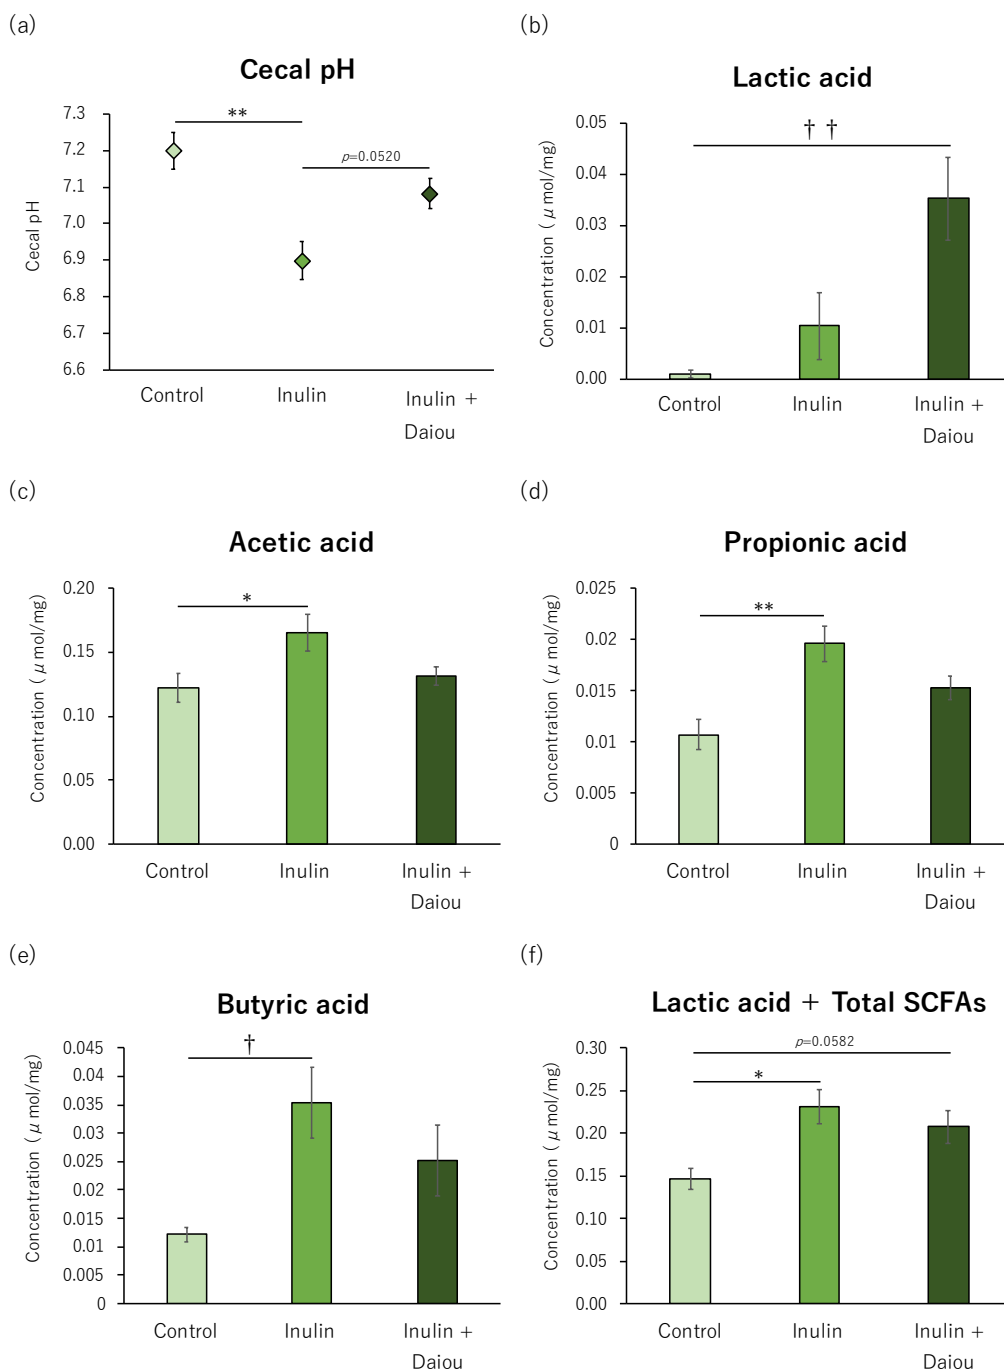 (a)
Cecal pH
Cecal pH
7.3
7.2
7.1
7.0
6.9
6.8
6.7
6.6
**
p=0.0520
Control
Inulin
Inulin +
Daiou
(b)
Lactic acid
Concentration (μmol/mg)
0.05
0.04
0.03
0.02
0.01
0.00
† †
Control
Inulin
Inulin +
Daiou
(c)
Acetic acid
Concentration (μmol/mg)
0.20
0.15
0.10
0.05
0.00
*
Control
Inulin
Inulin +
Daiou
(d)
Propionic acid
Concentration (μmol/mg)
0.025
0.02
0.015
0.01
0.005
0
**
Control
Inulin
Inulin +
Daiou
(e)
Butyric acid
Concentration (μmol/mg)
0.045
0.04
0.035
0.03
0.025
0.02
0.015
0.01
0.005
0
†
Control
Inulin
Inulin +
Daiou
(f)
Lactic acid + Total SCFAs
Concentration (μmol/mg)
0.30
0.25
0.20
0.15
0.10
0.05
0.00
p=0.0582
*
Control
Inulin
Inulin +
Daiou